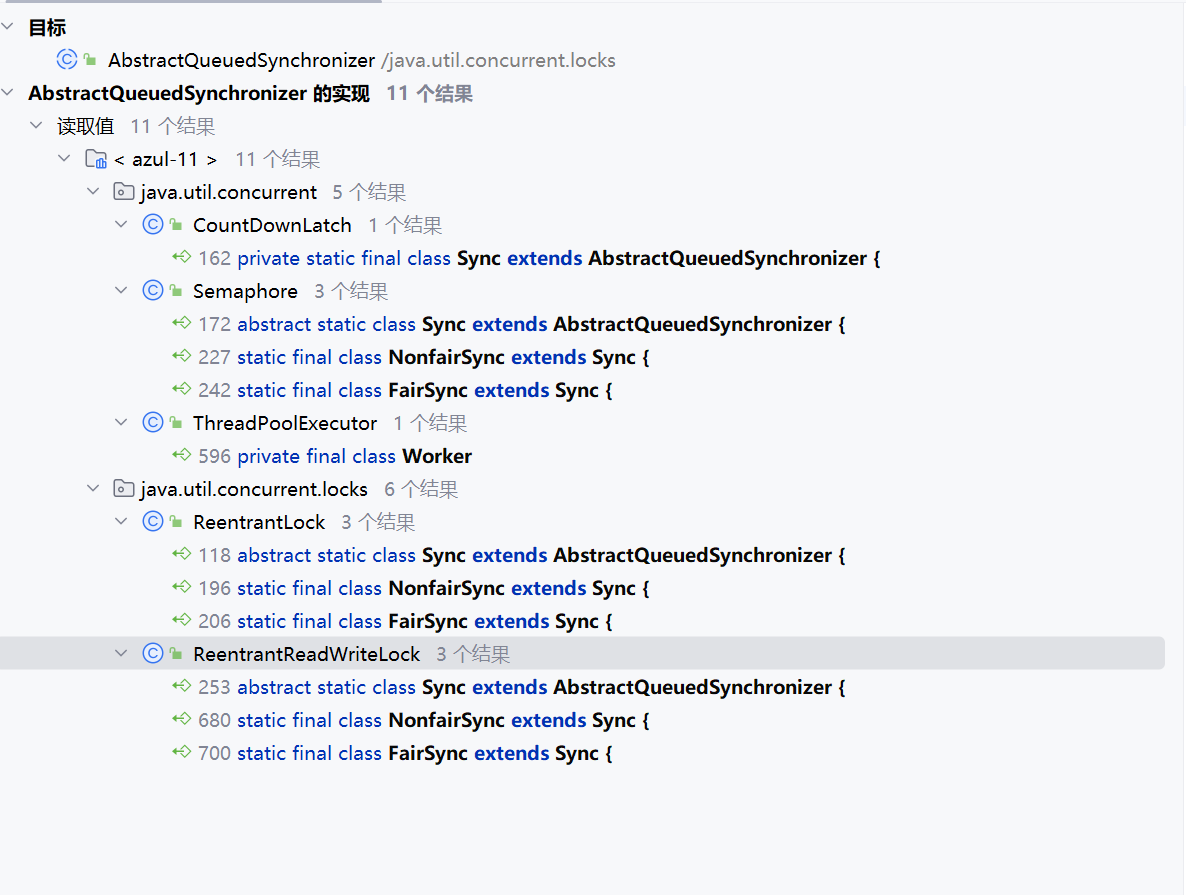 目标
AbstractQueuedSynchronizer /java.util.concurrent.locks
AbstractQueuedSynchronizer 的实现 11 个结果
读取值 11 个结果
< azul-11 > 11 个结果
java.util.concurrent 5 个结果
CountDownLatch 1 个结果
162 private static final class Sync extends AbstractQueuedSynchronizer {
Semaphore 3 个结果
172 abstract static class Sync extends AbstractQueuedSynchronizer {
227 static final class NonfairSync extends Sync {
242 static final class FairSync extends Sync {
ThreadPoolExecutor 1 个结果
596 private final class Worker
java.util.concurrent.locks 6 个结果
ReentrantLock 3 个结果
118 abstract static class Sync extends AbstractQueuedSynchronizer {
196 static final class NonfairSync extends Sync {
206 static final class FairSync extends Sync {
ReentrantReadWriteLock 3 个结果
253 abstract static class Sync extends AbstractQueuedSynchronizer {
680 static final class NonfairSync extends Sync {
700 static final class FairSync extends Sync {